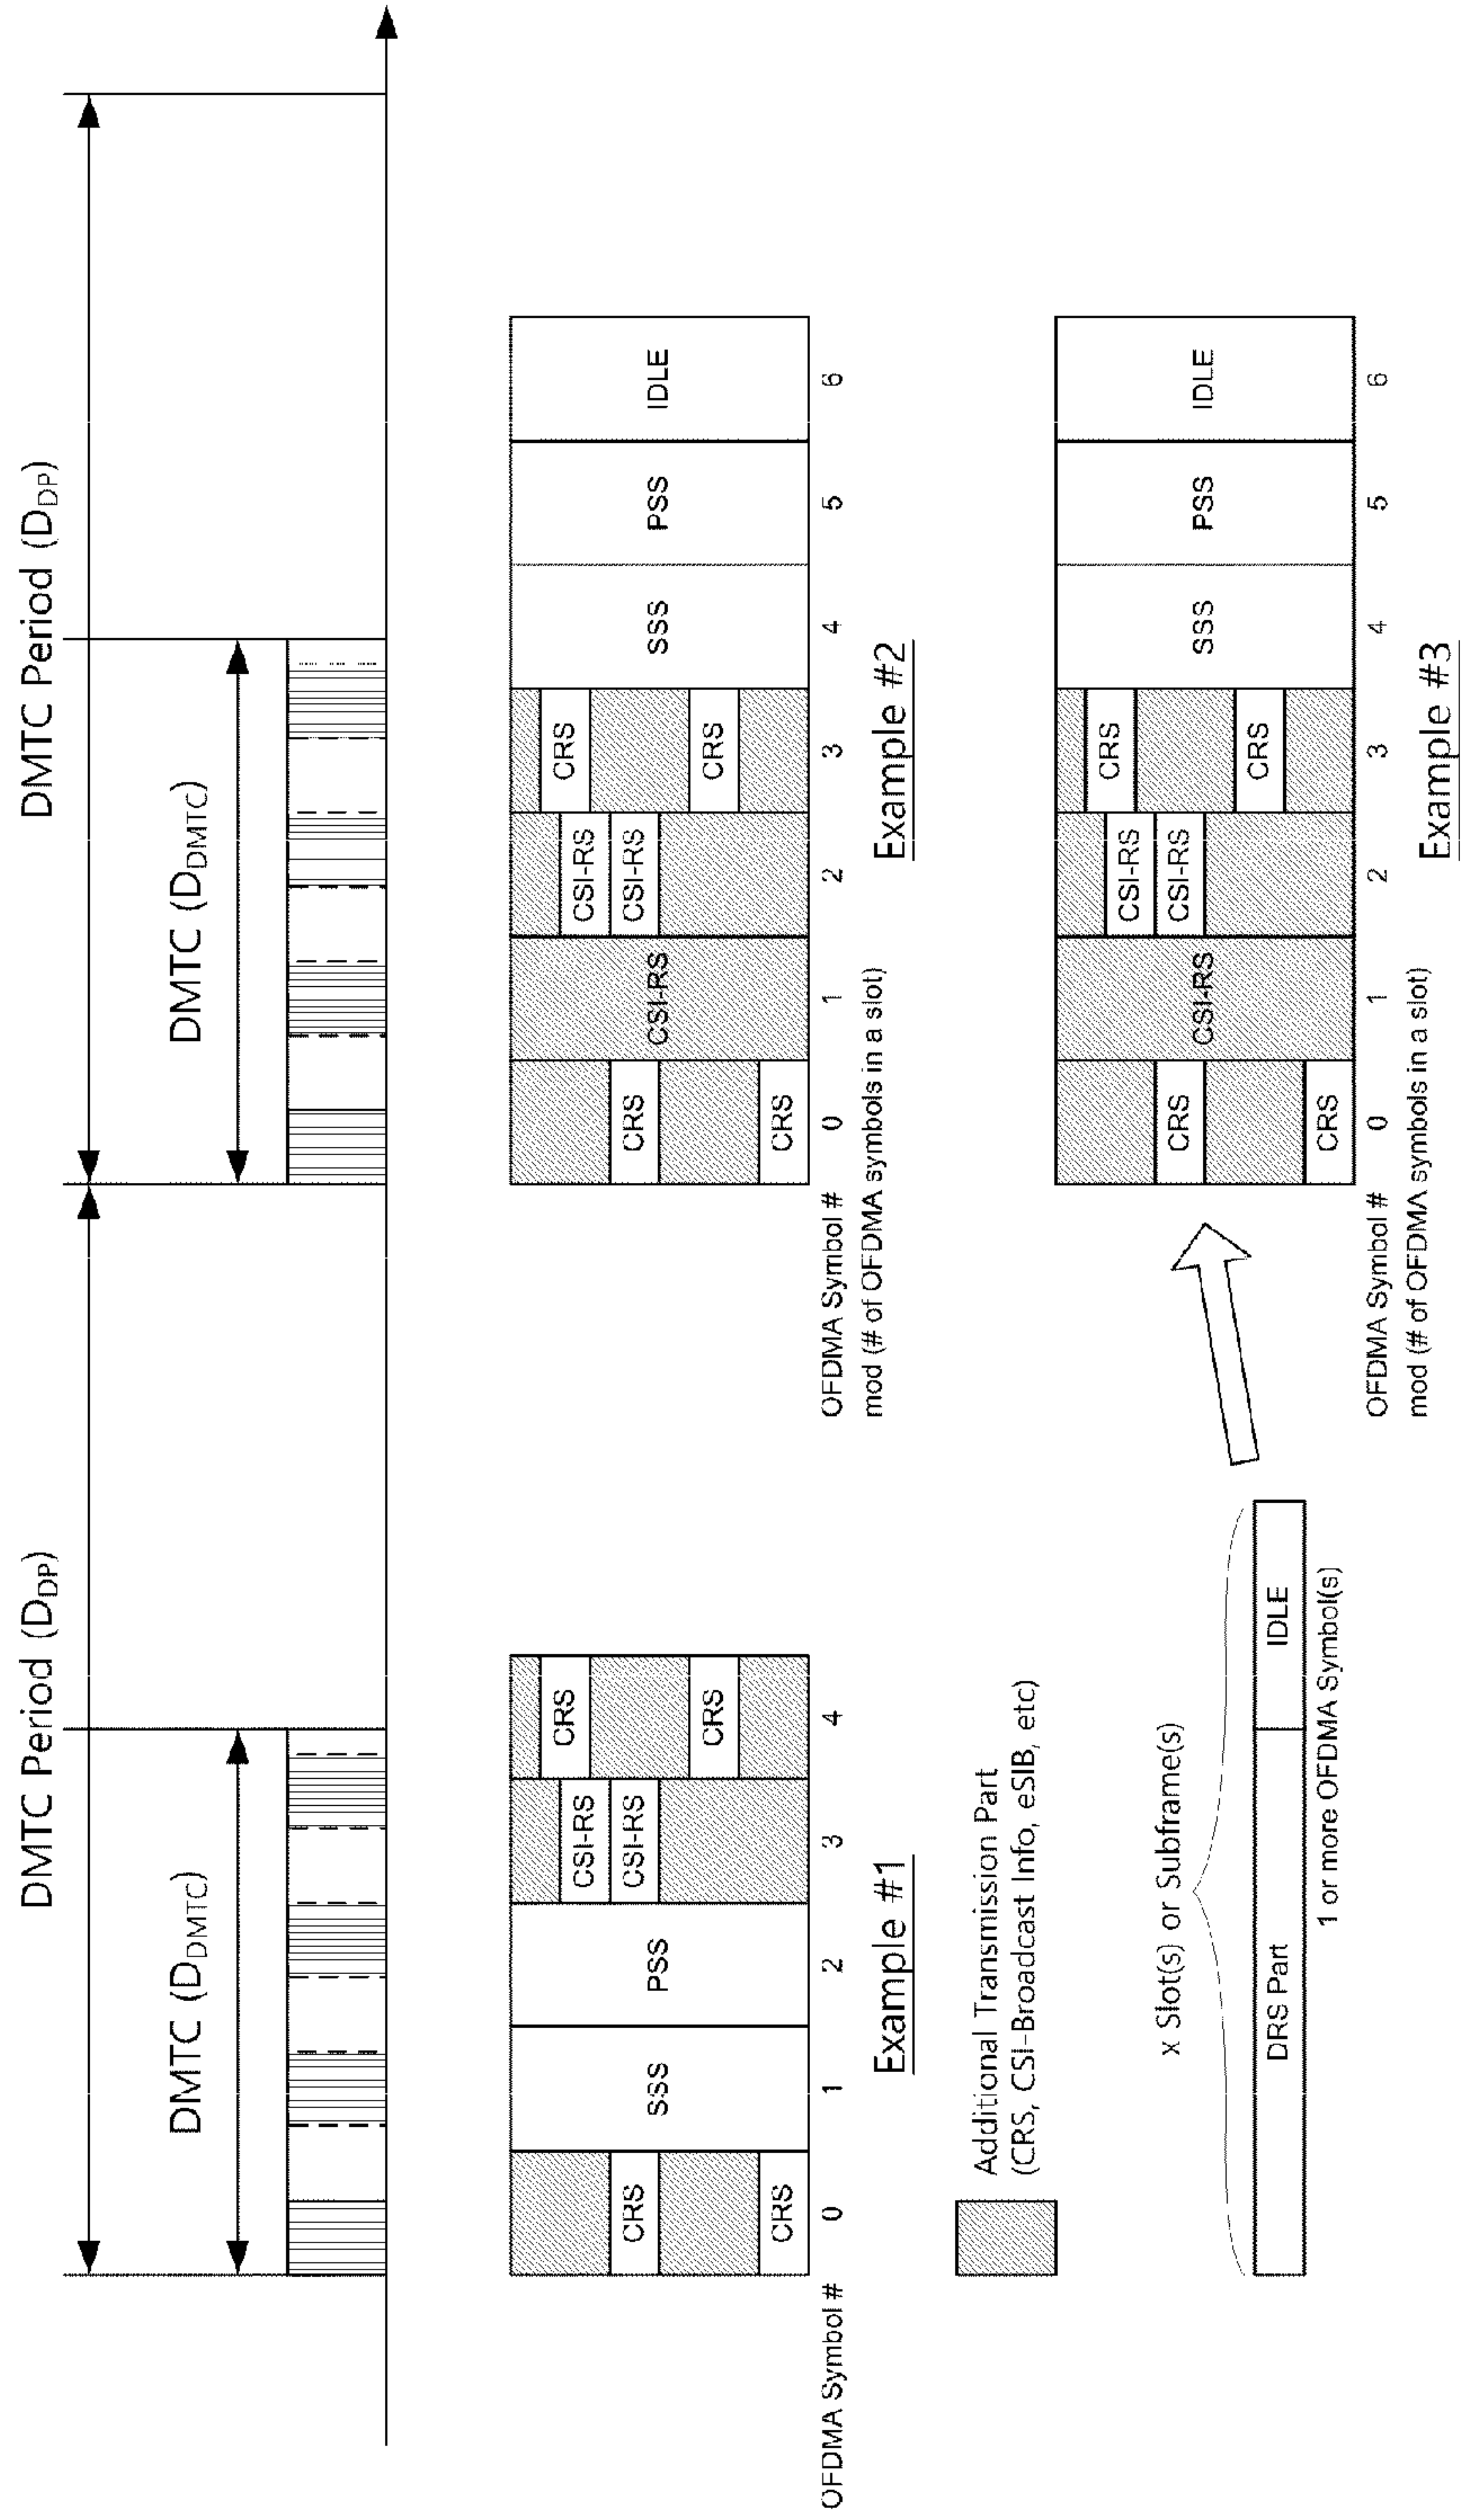 DMTC Period (DDP)
DMTC Period (DDP)
DMTC (DDMTC)
DMTC (DDMTC)
CRS
CRS
SSS
PSS
CSI-RS
CSI-RS
CRS
CRS
OFDMA Symbol #
0
1
2
3
4
Example #1
CRS
CRS
CSI-RS
CSI-RS
CSI-RS
CRS
CRS
SSS
PSS
IDLE
OFDMA Symbol #
mod (# of OFDMA symbols in a slot)
0
1
2
3
4
5
6
Example #2
Additional Transmission Part
(CRS, CSI-Broadcast Info, eSIB, etc)
x Slot(s) or Subframe(s)
DRS Part
IDLE
1 or more OFDMA Symbol(s)
CRS
CRS
CSI-RS
CSI-RS
CSI-RS
CRS
CRS
SSS
PSS
IDLE
OFDMA Symbol #
mod (# of OFDMA symbols in a slot)
0
1
2
3
4
5
6
Example #3